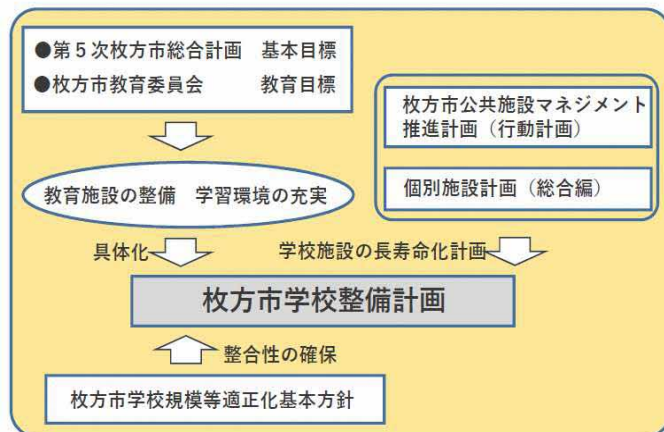 ●第５次枚方市総合計画　基本目標
●枚方市教育委員会　　　教育目標
枚方市公共施設マネジメント
推進計画（行動計画）
個別施設計画（総合編）
教育施設の整備　学習環境の充実
具体化
学校施設の長寿命化計画
枚方市学校整備計画
整合性の確保
枚方市学校規模等適正化基本方針